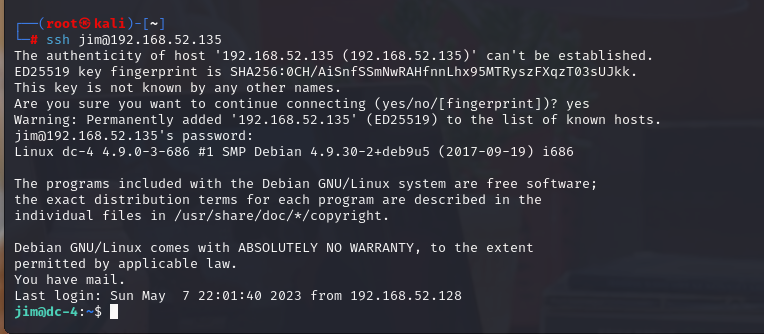 ┌──(root㉿kali)-[~]
└─# ssh jim@192.168.52.135
The authenticity of host '192.168.52.135 (192.168.52.135)' can't be established.
ED25519 key fingerprint is SHA256:0CH/AiSnfSSmNwRAHfnnLhx95MTRyszFXqzT03sUJkk.
This key is not known by any other names.
Are you sure you want to continue connecting (yes/no/[fingerprint])? yes
Warning: Permanently added '192.168.52.135' (ED25519) to the list of known hosts.
jim@192.168.52.135's password:
Linux dc-4 4.9.0-3-686 #1 SMP Debian 4.9.30-2+deb9u5 (2017-09-19) i686

The programs included with the Debian GNU/Linux system are free software;
the exact distribution terms for each program are described in the
individual files in /usr/share/doc/*/copyright.

Debian GNU/Linux comes with ABSOLUTELY NO WARRANTY, to the extent
permitted by applicable law.
You have mail.
Last login: Sun May  7 22:01:40 2023 from 192.168.52.128
jim@dc-4:~$